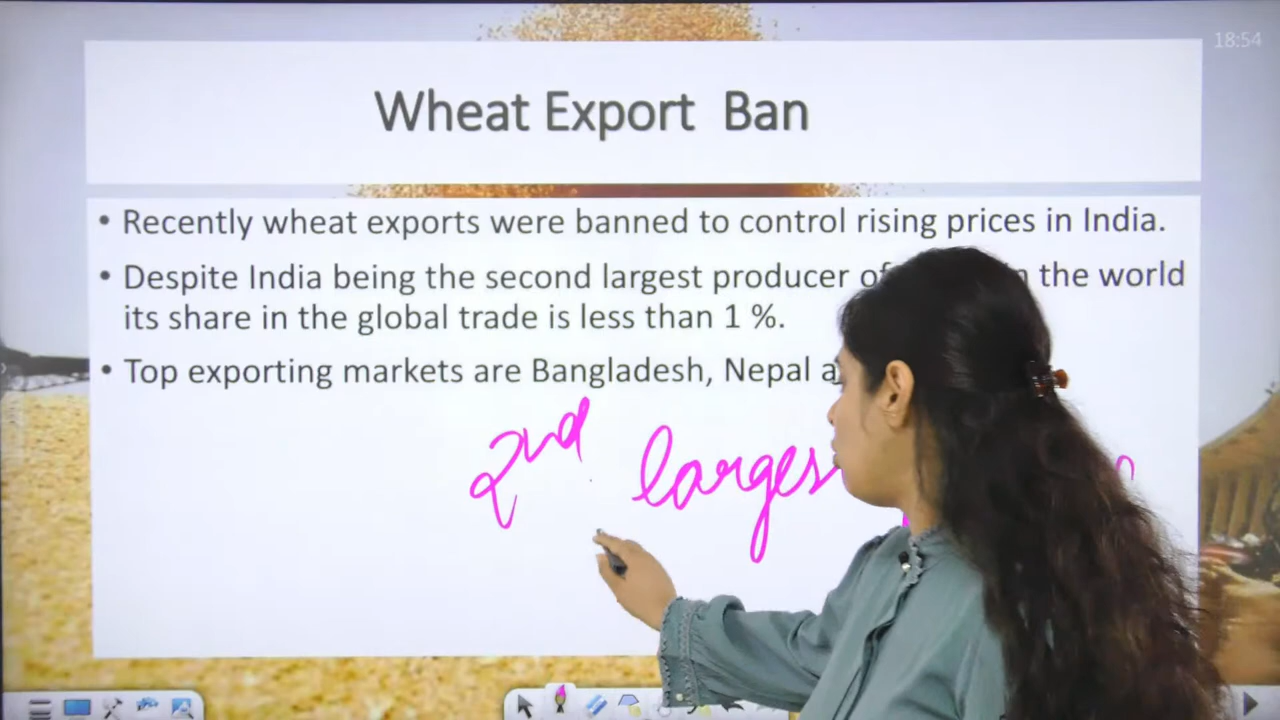 18:54
Wheat Export Ban
• Recently wheat exports were banned to control rising prices in India.
• Despite India being the second largest producer of the world
its share in the global trade is less than 1 %.
• Top exporting markets are Bangladesh, Nepal
2nd larges